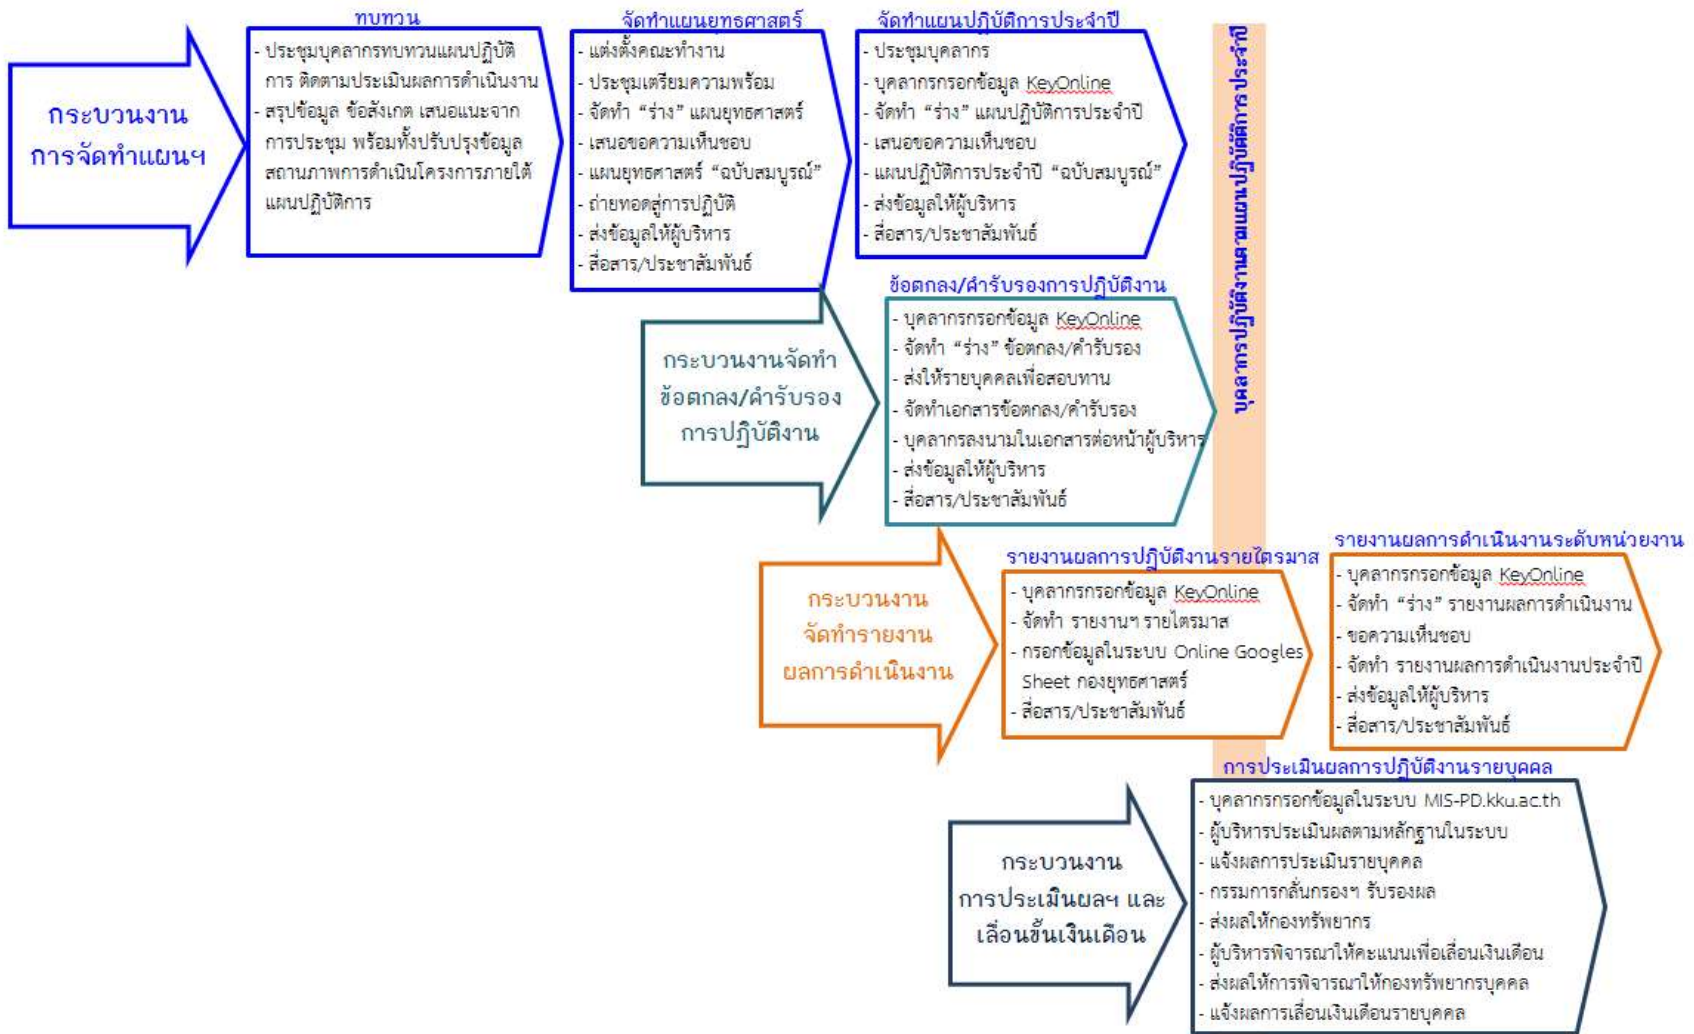 ทบทวน
- ประชุมบุคลากรทบทวนแผนปฏิบัติ
การ ติดตามประเมินผลการดำเนินงาน
- สรุปข้อมูล ข้อสังเกต เสนอแนะจาก
การประชุม พร้อมทั้งปรับปรุงข้อมูล
สถานภาพการดำเนินโครงการภายใต้
แผนปฏิบัติการ
กระบวนงาน
การจัดทำแผนฯ
จัดทำแผนยุทธศาสตร์
- แต่งตั้งคณะทำงาน
- ประชุมเตรียมความพร้อม
- จัดทำ “ร่าง” แผนยุทธศาสตร์
- เสนอขอความเห็นชอบ
- แผนยุทธศาสตร์ “ฉบับสมบูรณ์”
- ถ่ายทอดสู่การปฏิบัติ
- ส่งข้อมูลให้ผู้บริหาร
- สื่อสาร/ประชาสัมพันธ์
จัดทำแผนปฏิบัติการประจำปี
- ประชุมบุคลากร
- บุคลากรกรอกข้อมูล KeyOnline
- จัดทำ “ร่าง” แผนปฏิบัติการประจำปี
- เสนอขอความเห็นชอบ
- แผนปฏิบัติการประจำปี “ฉบับสมบูรณ์”
- ส่งข้อมูลให้ผู้บริหาร
- สื่อสาร/ประชาสัมพันธ์
บุคลากรปฏิบัติงานตามแผนปฏิบัติการประจำปี
กระบวนงานจัดทำ
ข้อตกลง/คำรับรอง
การปฏิบัติงาน
ข้อตกลง/คำรับรองการปฏิบัติงาน
- บุคลากรกรอกข้อมูล KeyOnline
- จัดทำ “ร่าง” ข้อตกลง/คำรับรอง
- ส่งให้รายบุคคลเพื่อสอบทาน
- จัดทำเอกสารข้อตกลง/คำรับรอง
- บุคลากรลงนามในเอกสารต่อหน้าผู้บริหาร
- ส่งข้อมูลให้ผู้บริหาร
- สื่อสาร/ประชาสัมพันธ์
กระบวนงาน
จัดทำรายงาน
ผลการดำเนินงาน
รายงานผลการปฏิบัติงานรายไตรมาส
- บุคลากรกรอกข้อมูล KeyOnline
- จัดทำ รายงานฯ รายไตรมาส
- กรอกข้อมูลในระบบ Online Googles
Sheet กองยุทธศาสตร์
- สื่อสาร/ประชาสัมพันธ์
รายงานผลการดำเนินงานระดับหน่วยงาน
- บุคลากรกรอกข้อมูล KeyOnline
- จัดทำ “ร่าง” รายงานผลการดำเนินงาน
- ขอความเห็นชอบ
- จัดทำ รายงานผลการดำเนินงานประจำปี
- ส่งข้อมูลให้ผู้บริหาร
- สื่อสาร/ประชาสัมพันธ์
กระบวนงาน
การประเมินผลฯ และ
เลื่อนขั้นเงินเดือน
การประเมินผลการปฏิบัติงานรายบุคคล
- บุคลากรกรอกข้อมูลในระบบ MIS-PD.kku.ac.th
- ผู้บริหารประเมินผลตามหลักฐานในระบบ
- แจ้งผลการประเมินรายบุคคล
- กรรมการกลั่นกรองฯ รับรองผล
- ส่งผลให้กองทรัพยากร
- ผู้บริหารพิจารณาให้คะแนนเพื่อเลื่อนเงินเดือน
- ส่งผลให้การพิจารณาให้กองทรัพยากรบุคคล
- แจ้งผลการเลื่อนเงินเดือนรายบุคคล